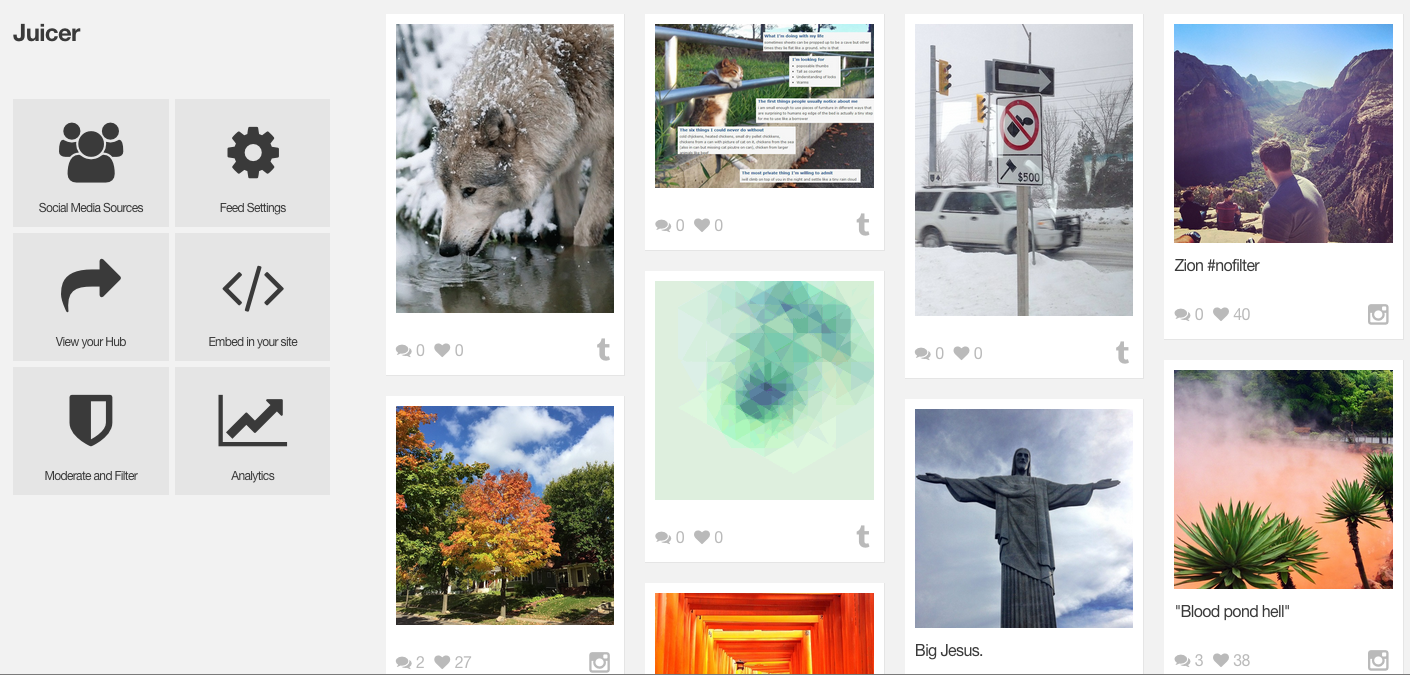 Juicer
Social Media Sources
Feed Settings
View your Hub
Embed in your site
Moderate and Filter
Analytics
0 0
t
2 27
What I'm doing with my life
I'm looking for
The first things people usually notice about me
The six things I could never do without
The most private thing I'm willing to admit
0 0
t
0 0
t
$500
0 0
t
Big Jesus.
Zion #nofilter
0 40
"Blood pond hell"
3 38